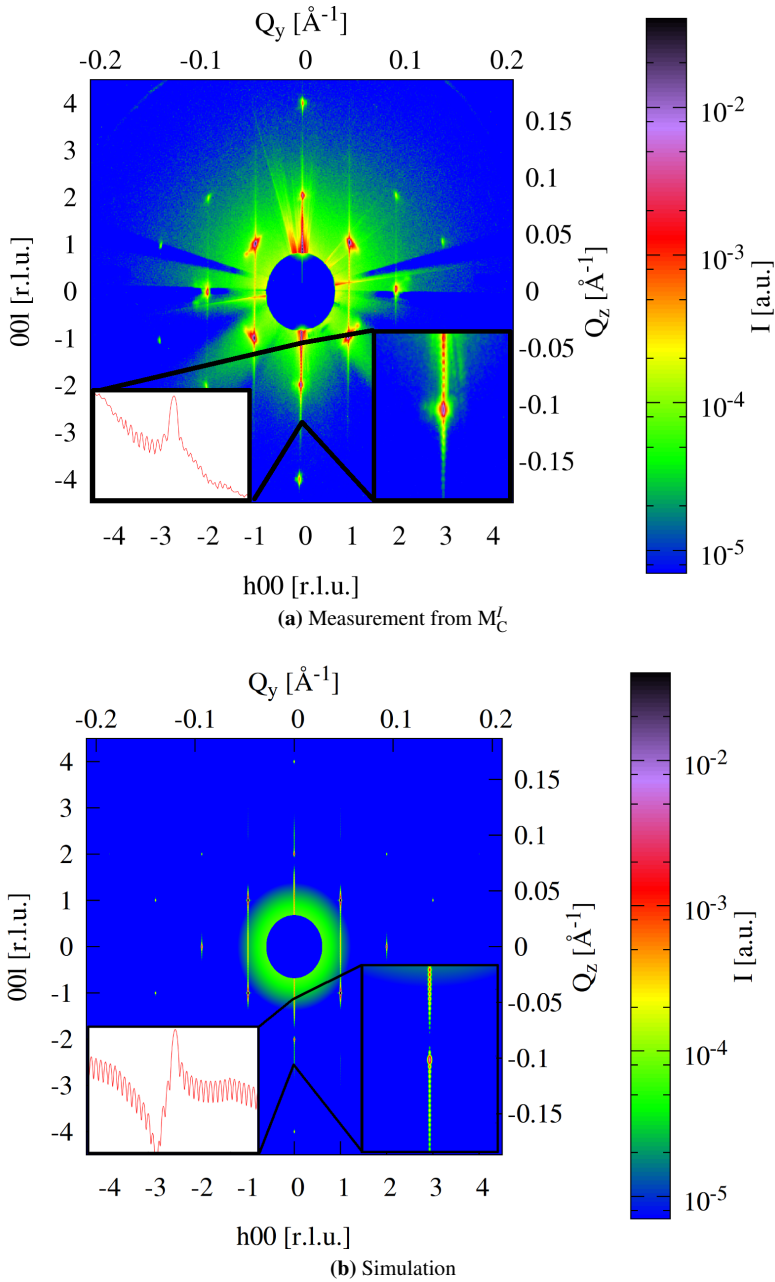 Q_y [Å^-1]
-0.2 -0.1 0 0.1 0.2
4
3
2
1
0
-1
-2
-3
-4
00l [r.l.u.]
0.15
0.1
0.05
0
-0.05
-0.1
-0.15
Q_z [Å^-1]
10^-2
10^-3
10^-4
10^-5
I [a.u.]
-4 -3 -2 -1 0 1 2 3 4
h00 [r.l.u.]
(a) Measurement from M_C^I
Q_y [Å^-1]
-0.2 -0.1 0 0.1 0.2
4
3
2
1
0
-1
-2
-3
-4
00l [r.l.u.]
0.15
0.1
0.05
0
-0.05
-0.1
-0.15
Q_z [Å^-1]
10^-2
10^-3
10^-4
10^-5
I [a.u.]
-4 -3 -2 -1 0 1 2 3 4
h00 [r.l.u.]
(b) Simulation